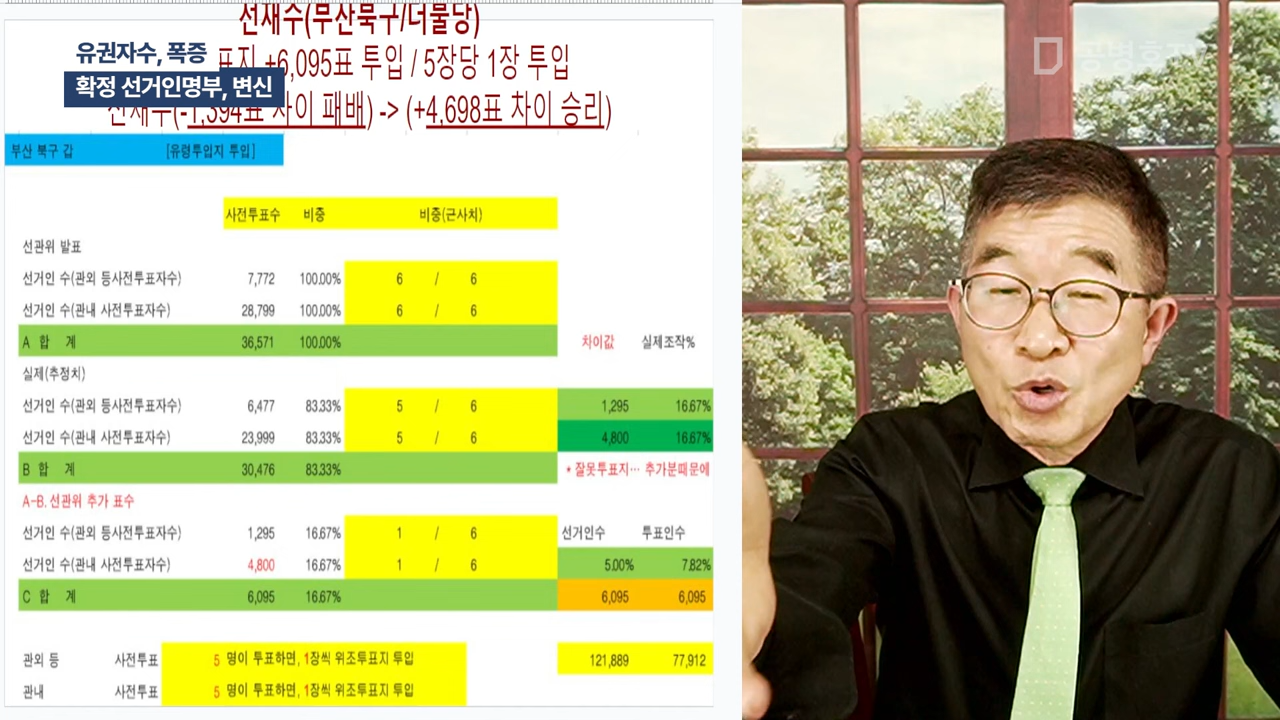 전재수(부산북구/더물당)
유권자수, 폭증
확정 선거인명부, 변신
+6,095표 투입 / 5장당 1장 투입
전재수(-1,394표 차이 패배) -> (+4,698표 차이 승리)
부산 북구 갑 [유령투입지 투입]
사전투표수 비중 비중(근사치)
선관위 발표
선거인 수(관외 등사전투표자수) 7,772 100.00% 6 / 6
선거인 수(관내 사전투표자수) 28,799 100.00% 6 / 6
A 합 계 36,571 100.00% 차이값 실제조작%
실제(추정치)
선거인 수(관외 등사전투표자수) 6,477 83.33% 5 / 6 1,295 16.67%
선거인 수(관내 사전투표자수) 23,999 83.33% 5 / 6 4,800 16.67%
B 합 계 30,476 83.33% * 잘못투표지… 추가분때문에
A-B. 선관위 추가 표수
선거인 수(관외 등사전투표자수) 1,295 16.67% 1 / 6 선거인수 투표인수
선거인 수(관내 사전투표자수) 4,800 16.67% 1 / 6 5.00% 7.82%
C 합 계 6,095 16.67% 6,095 6,095
관외 등 사전투표 5 명이 투표하면, 1장씩 위조투표지 투입 121,889 77,912
관내 사전투표 5 명이 투표하면, 1장씩 위조투표지 투입